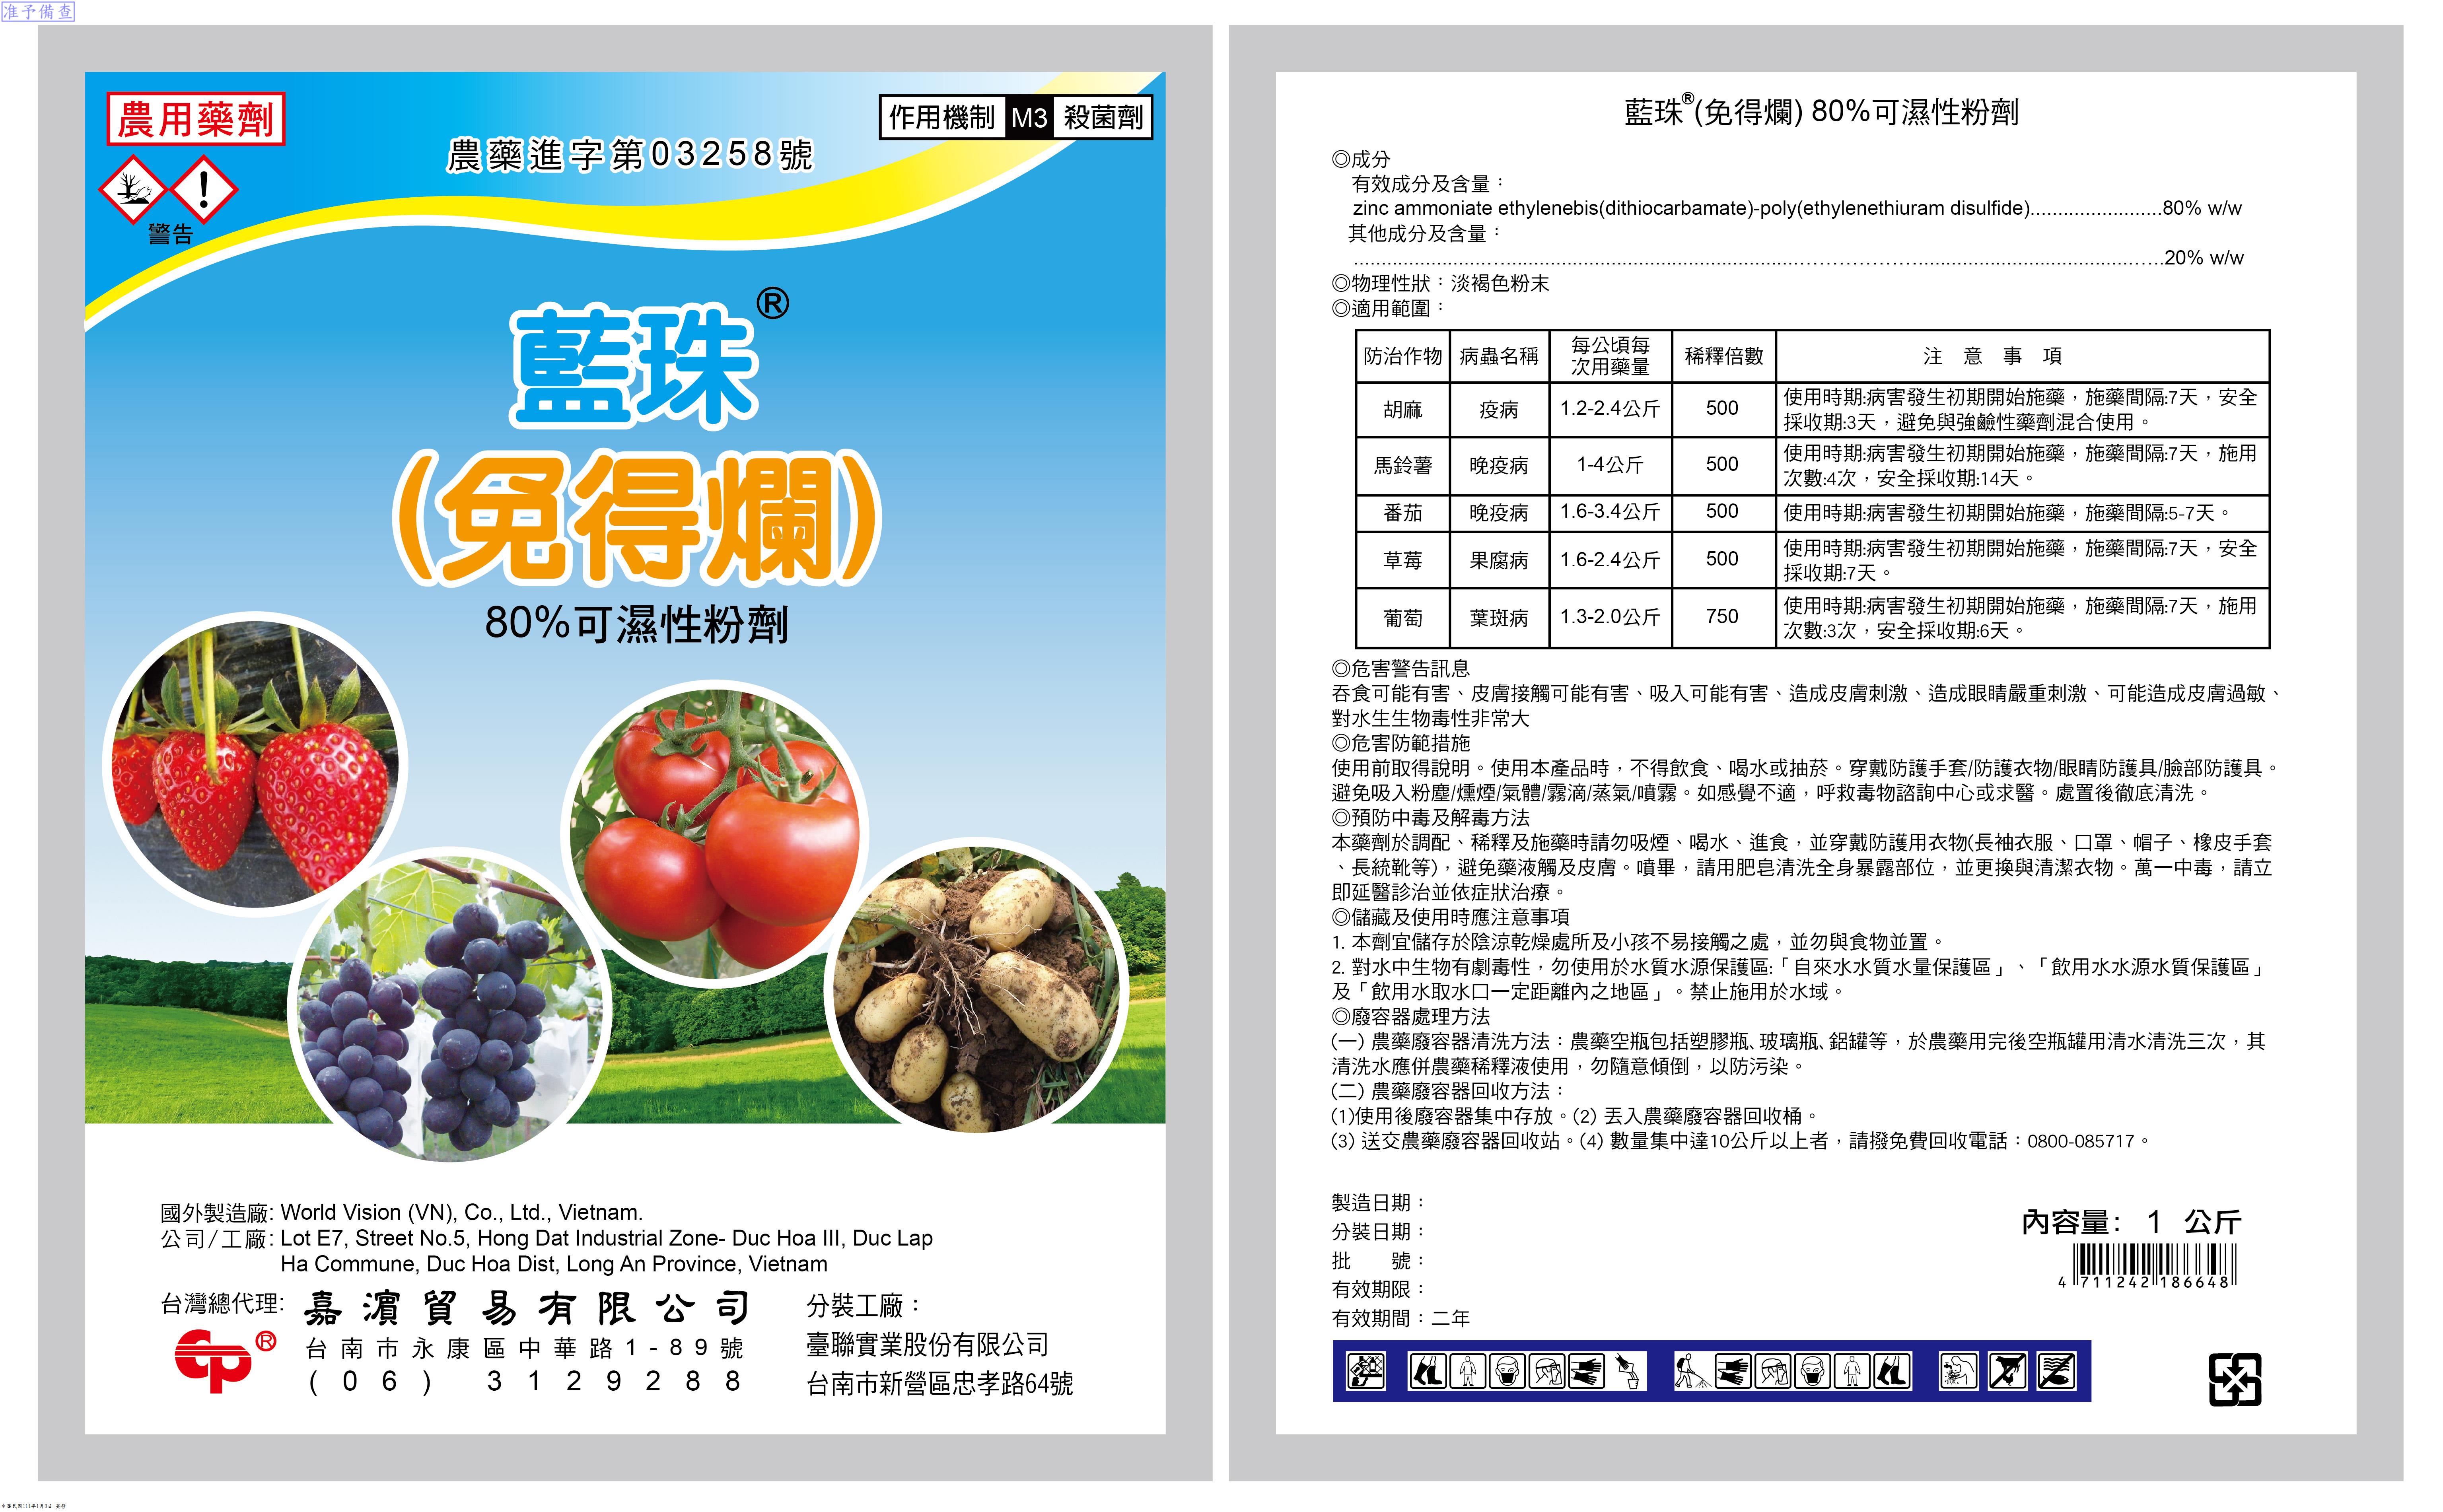 准予備查
農用藥劑
作用機制 M3 殺菌劑
農藥進字第03258號
警告
藍珠®
(免得爛)
80%可濕性粉劑
國外製造廠: World Vision (VN), Co., Ltd., Vietnam.
公司/工廠: Lot E7, Street No.5, Hong Dat Industrial Zone- Duc Hoa III, Duc Lap
Ha Commune, Duc Hoa Dist, Long An Province, Vietnam
台灣總代理: 嘉濱貿易有限公司
台南市永康區中華路1-89號
(06) 3129288
Cp®
分裝工廠：
臺聯實業股份有限公司
台南市新營區忠孝路64號
藍珠®(免得爛) 80%可濕性粉劑
◎成分
有效成分及含量：
zinc ammoniate ethylenebis(dithiocarbamate)-poly(ethylenethiuram disulfide)........................80% w/w
其他成分及含量：
........................20% w/w
◎物理性狀：淡褐色粉末
◎適用範圍：
防治作物 病蟲名稱 每公頃每次用藥量 稀釋倍數 注意事項
胡麻 疫病 1.2-2.4公斤 500 使用時期:病害發生初期開始施藥，施藥間隔:7天，安全
採收期:3天，避免與強鹼性藥劑混合使用。
馬鈴薯 晚疫病 1-4公斤 500 使用時期:病害發生初期開始施藥，施藥間隔:7天，施用
次數:4次，安全採收期:14天。
番茄 晚疫病 1.6-3.4公斤 500 使用時期:病害發生初期開始施藥，施藥間隔:5-7天。
草莓 果腐病 1.6-2.4公斤 500 使用時期:病害發生初期開始施藥，施藥間隔:7天，安全
採收期:7天。
葡萄 葉斑病 1.3-2.0公斤 750 使用時期:病害發生初期開始施藥，施藥間隔:7天，施用
次數:3次，安全採收期:6天。
◎危害警告訊息
吞食可能有害、皮膚接觸可能有害、吸入可能有害、造成皮膚刺激、造成眼睛嚴重刺激、可能造成皮膚過敏、
對水生生物毒性非常大
◎危害防範措施
使用前取得說明。使用本產品時，不得飲食、喝水或抽菸。穿戴防護手套/防護衣物/眼睛防護具/臉部防護具。
避免吸入粉塵/燻煙/氣體/霧滴/蒸氣/噴霧。如感覺不適，呼救毒物諮詢中心或求醫。處置後徹底清洗。
◎預防中毒及解毒方法
本藥劑於調配、稀釋及施藥時請勿吸煙、喝水、進食，並穿戴防護用衣物(長袖衣服、口罩、帽子、橡皮手套
、長統靴等)，避免藥液觸及皮膚。噴畢，請用肥皂清洗全身暴露部位，並更換與清潔衣物。萬一中毒，請立
即延醫診治並依症狀治療。
◎儲藏及使用時應注意事項
1. 本劑宜儲存於陰涼乾燥處所及小孩不易接觸之處，並勿與食物並置。
2. 對水中生物有劇毒性，勿使用於水質水源保護區:「自來水水質水量保護區」、「飲用水水源水質保護區」
及「飲用水取水口一定距離內之地區」。禁止施用於水域。
◎廢容器處理方法
(一) 農藥廢容器清洗方法：農藥空瓶包括塑膠瓶、玻璃瓶、鋁罐等，於農藥用完後空瓶罐用清水清洗三次，其
清洗水應併農藥稀釋液使用，勿隨意傾倒，以防污染。
(二) 農藥廢容器回收方法：
(1)使用後廢容器集中存放。(2) 丟入農藥廢容器回收桶。
(3) 送交農藥廢容器回收站。(4) 數量集中達10公斤以上者，請撥免費回收電話：0800-085717。
製造日期：
分裝日期：
批　號：
有效期限：
有效期間：二年
內容量： 1 公斤
4 711242 186648